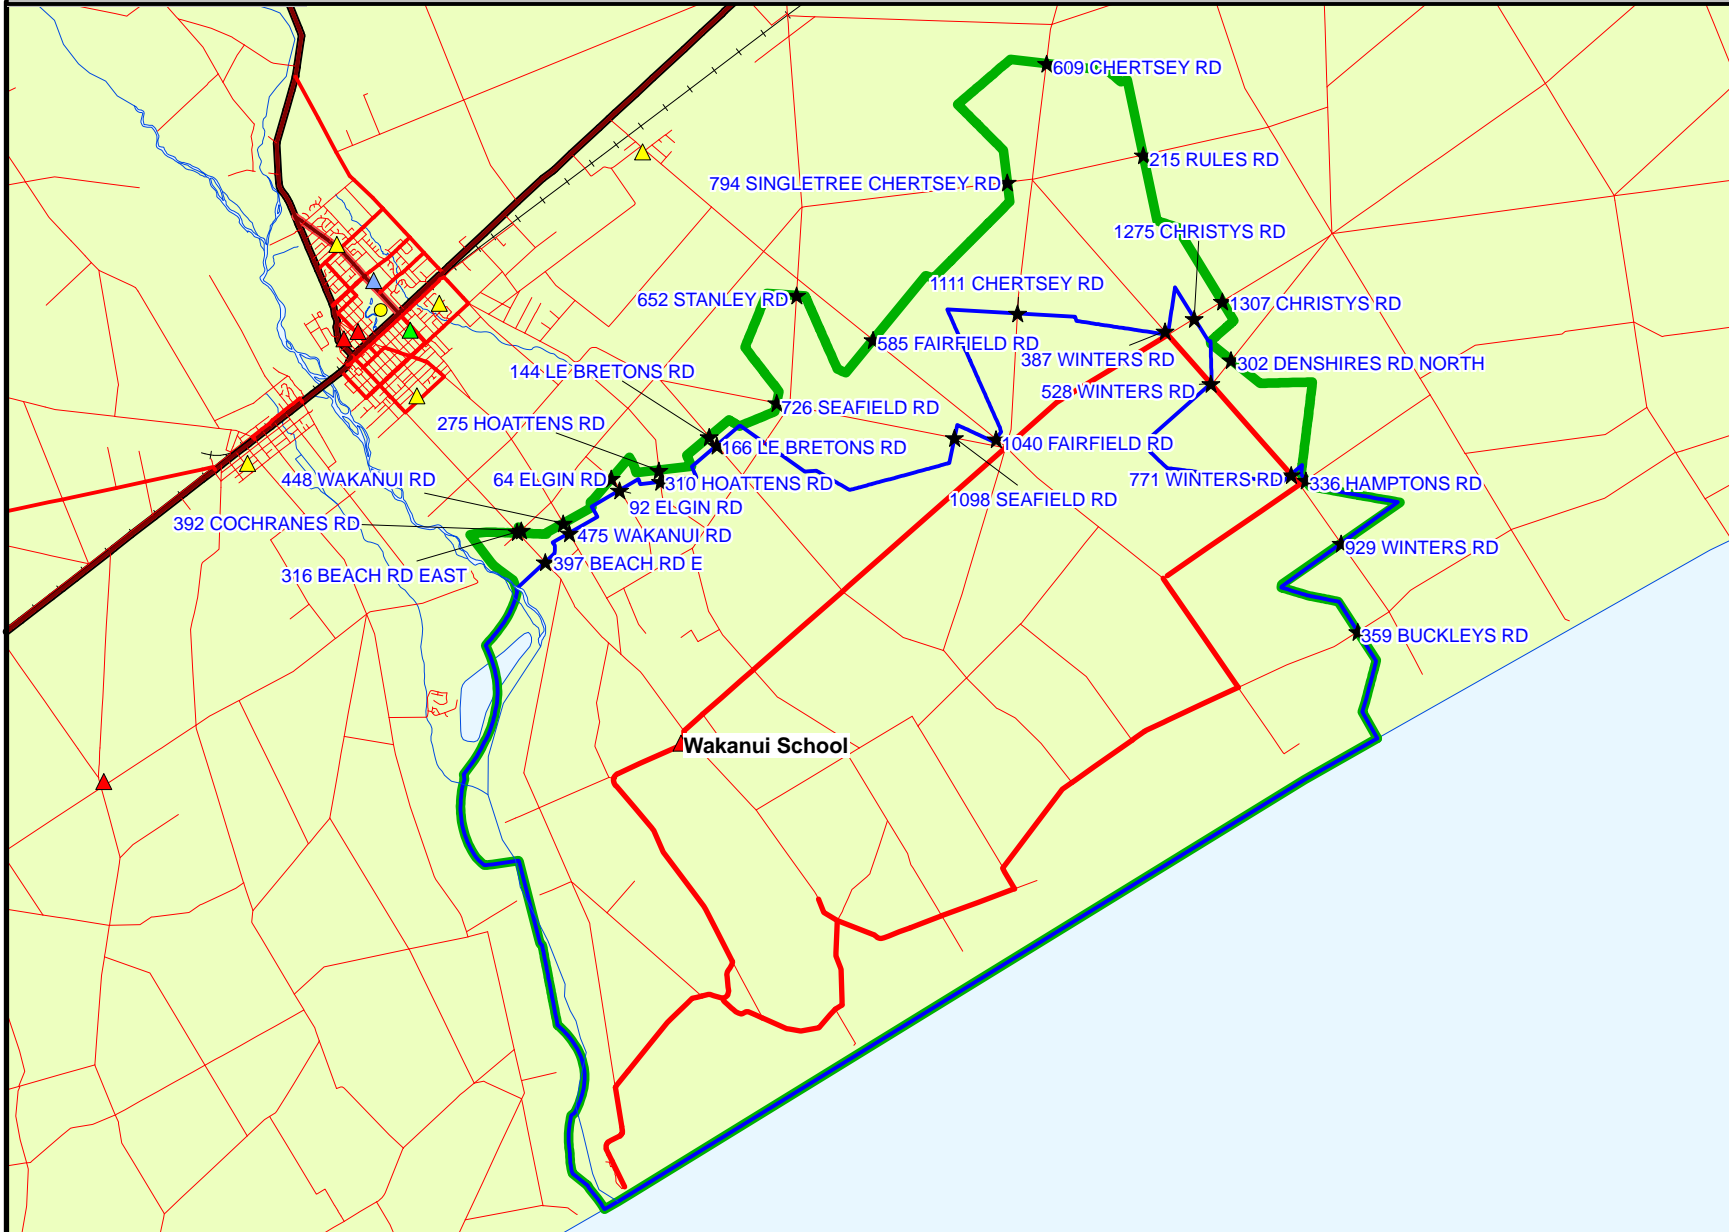 609 CHERTSEY RD
215 RULES RD
794 SINGLETREE CHERTSEY RD
1275 CHRISTYS RD
1111 CHERTSEY RD
652 STANLEY RD
1307 CHRISTYS RD
585 FAIRFIELD RD
387 WINTERS RD
302 DENSHIRES RD NORTH
144 LE BRETONS RD
528 WINTERS RD
726 SEAFIELD RD
275 HOATTENS RD
166 LE BRETONS RD
1040 FAIRFIELD RD
448 WAKANUI RD
64 ELGIN RD
310 HOATTENS RD
771 WINTERS RD
336 HAMPTONS RD
1098 SEAFIELD RD
92 ELGIN RD
392 COCHRANES RD
475 WAKANUI RD
929 WINTERS RD
397 BEACH RD E
316 BEACH RD EAST
359 BUCKLEYS RD
Wakanui School